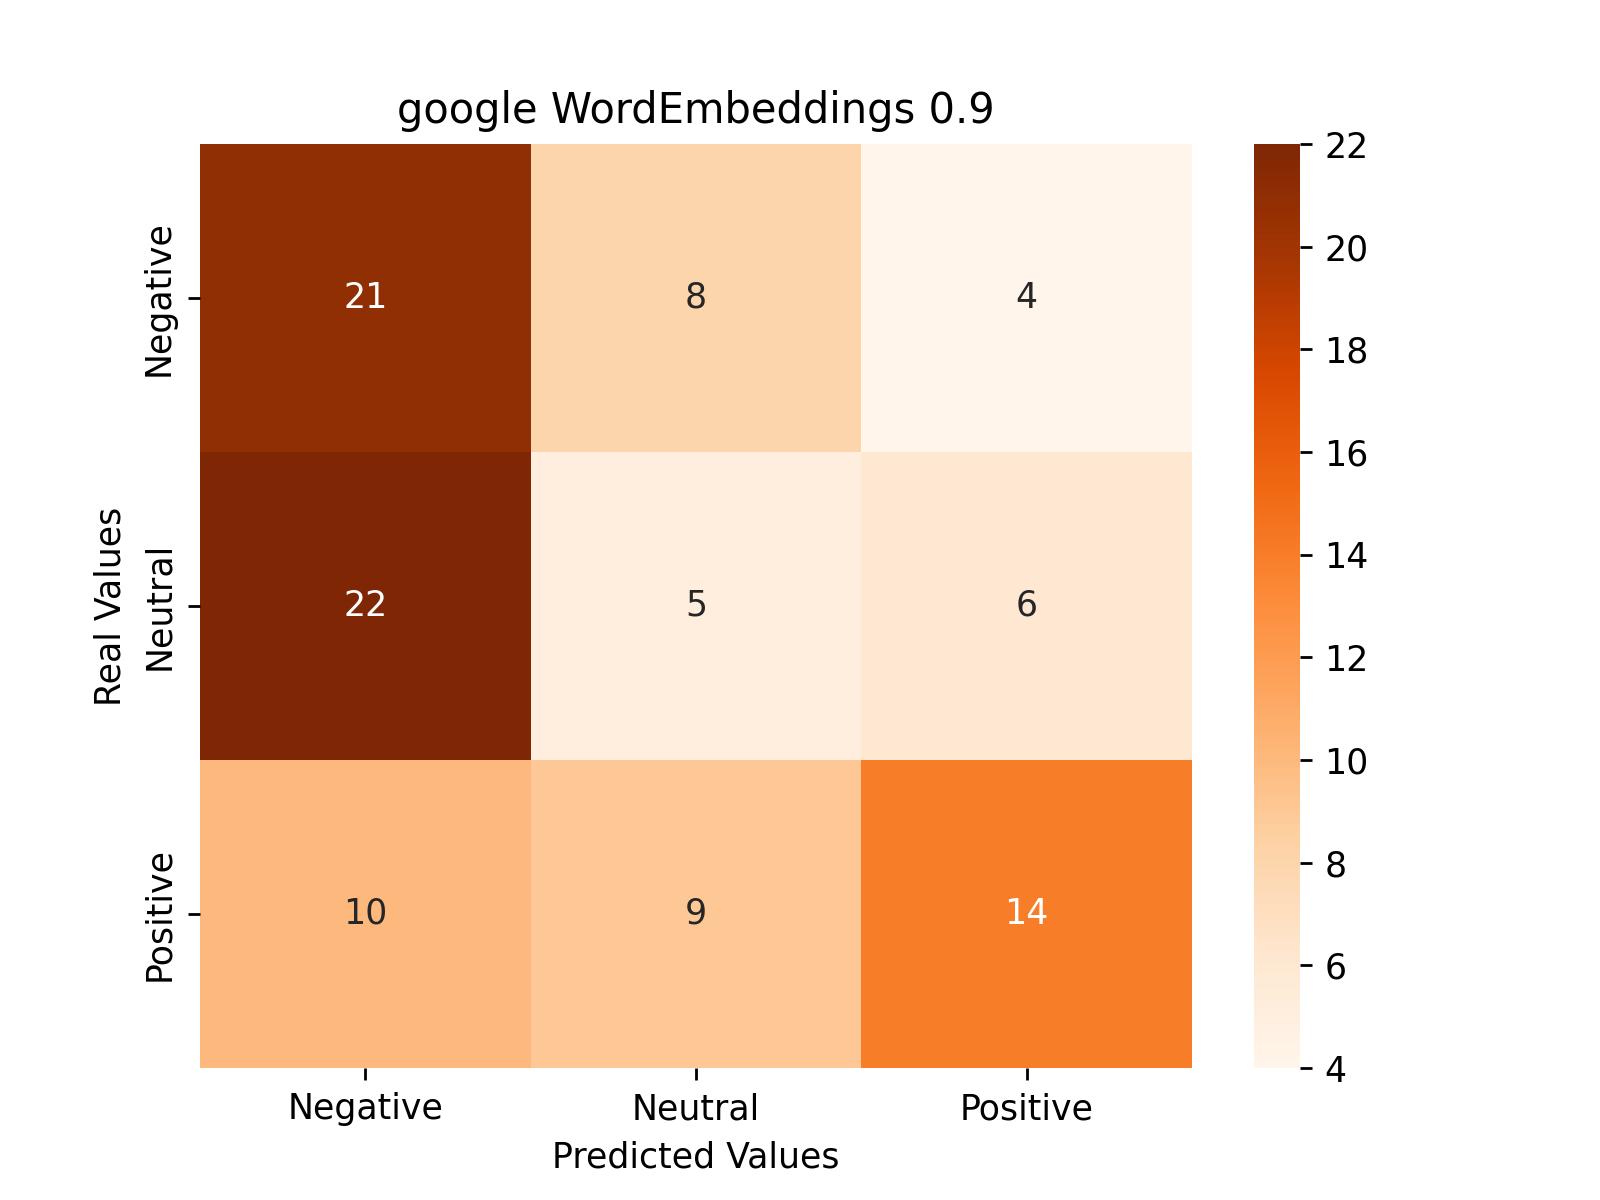 google WordEmbeddings 0.9
Real Values
Negative
Neutral
Positive
21 8 4
22 5 6
10 9 14
Negative Neutral Positive
Predicted Values
22
20
18
16
14
12
10
8
6
4